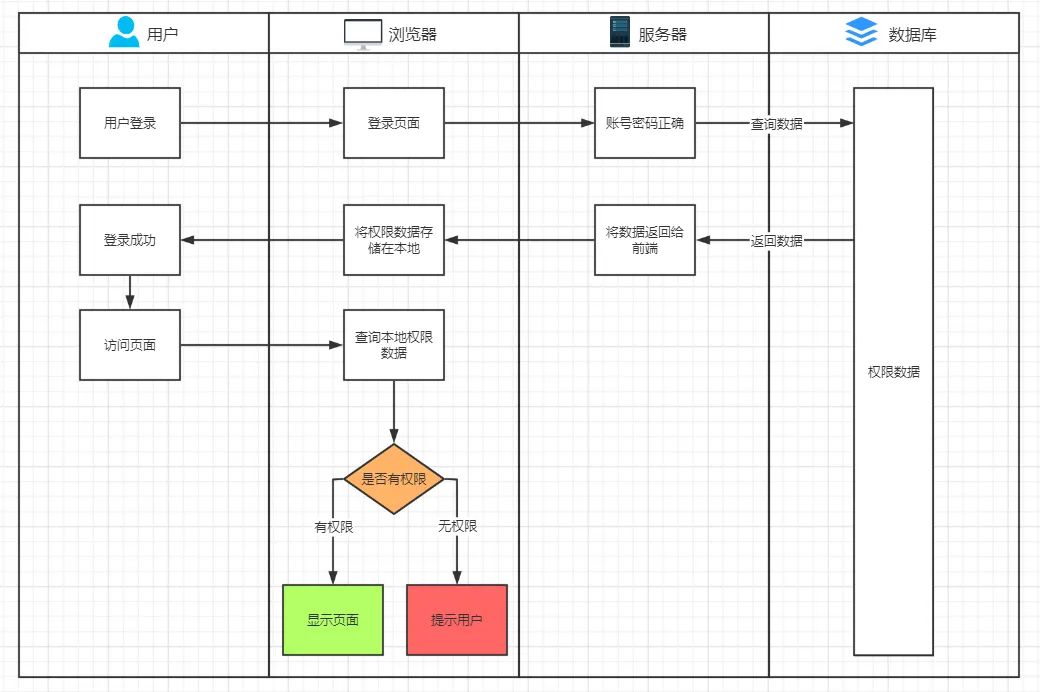 用户
浏览器
服务器
数据库
用户登录
登录页面
账号密码正确
查询数据
登录成功
将权限数据存
储在本地
将数据返回给
前端
返回数据
访问页面
查询本地权限
数据
权限数据
是否有权限
有权限
无权限
显示页面
提示用户